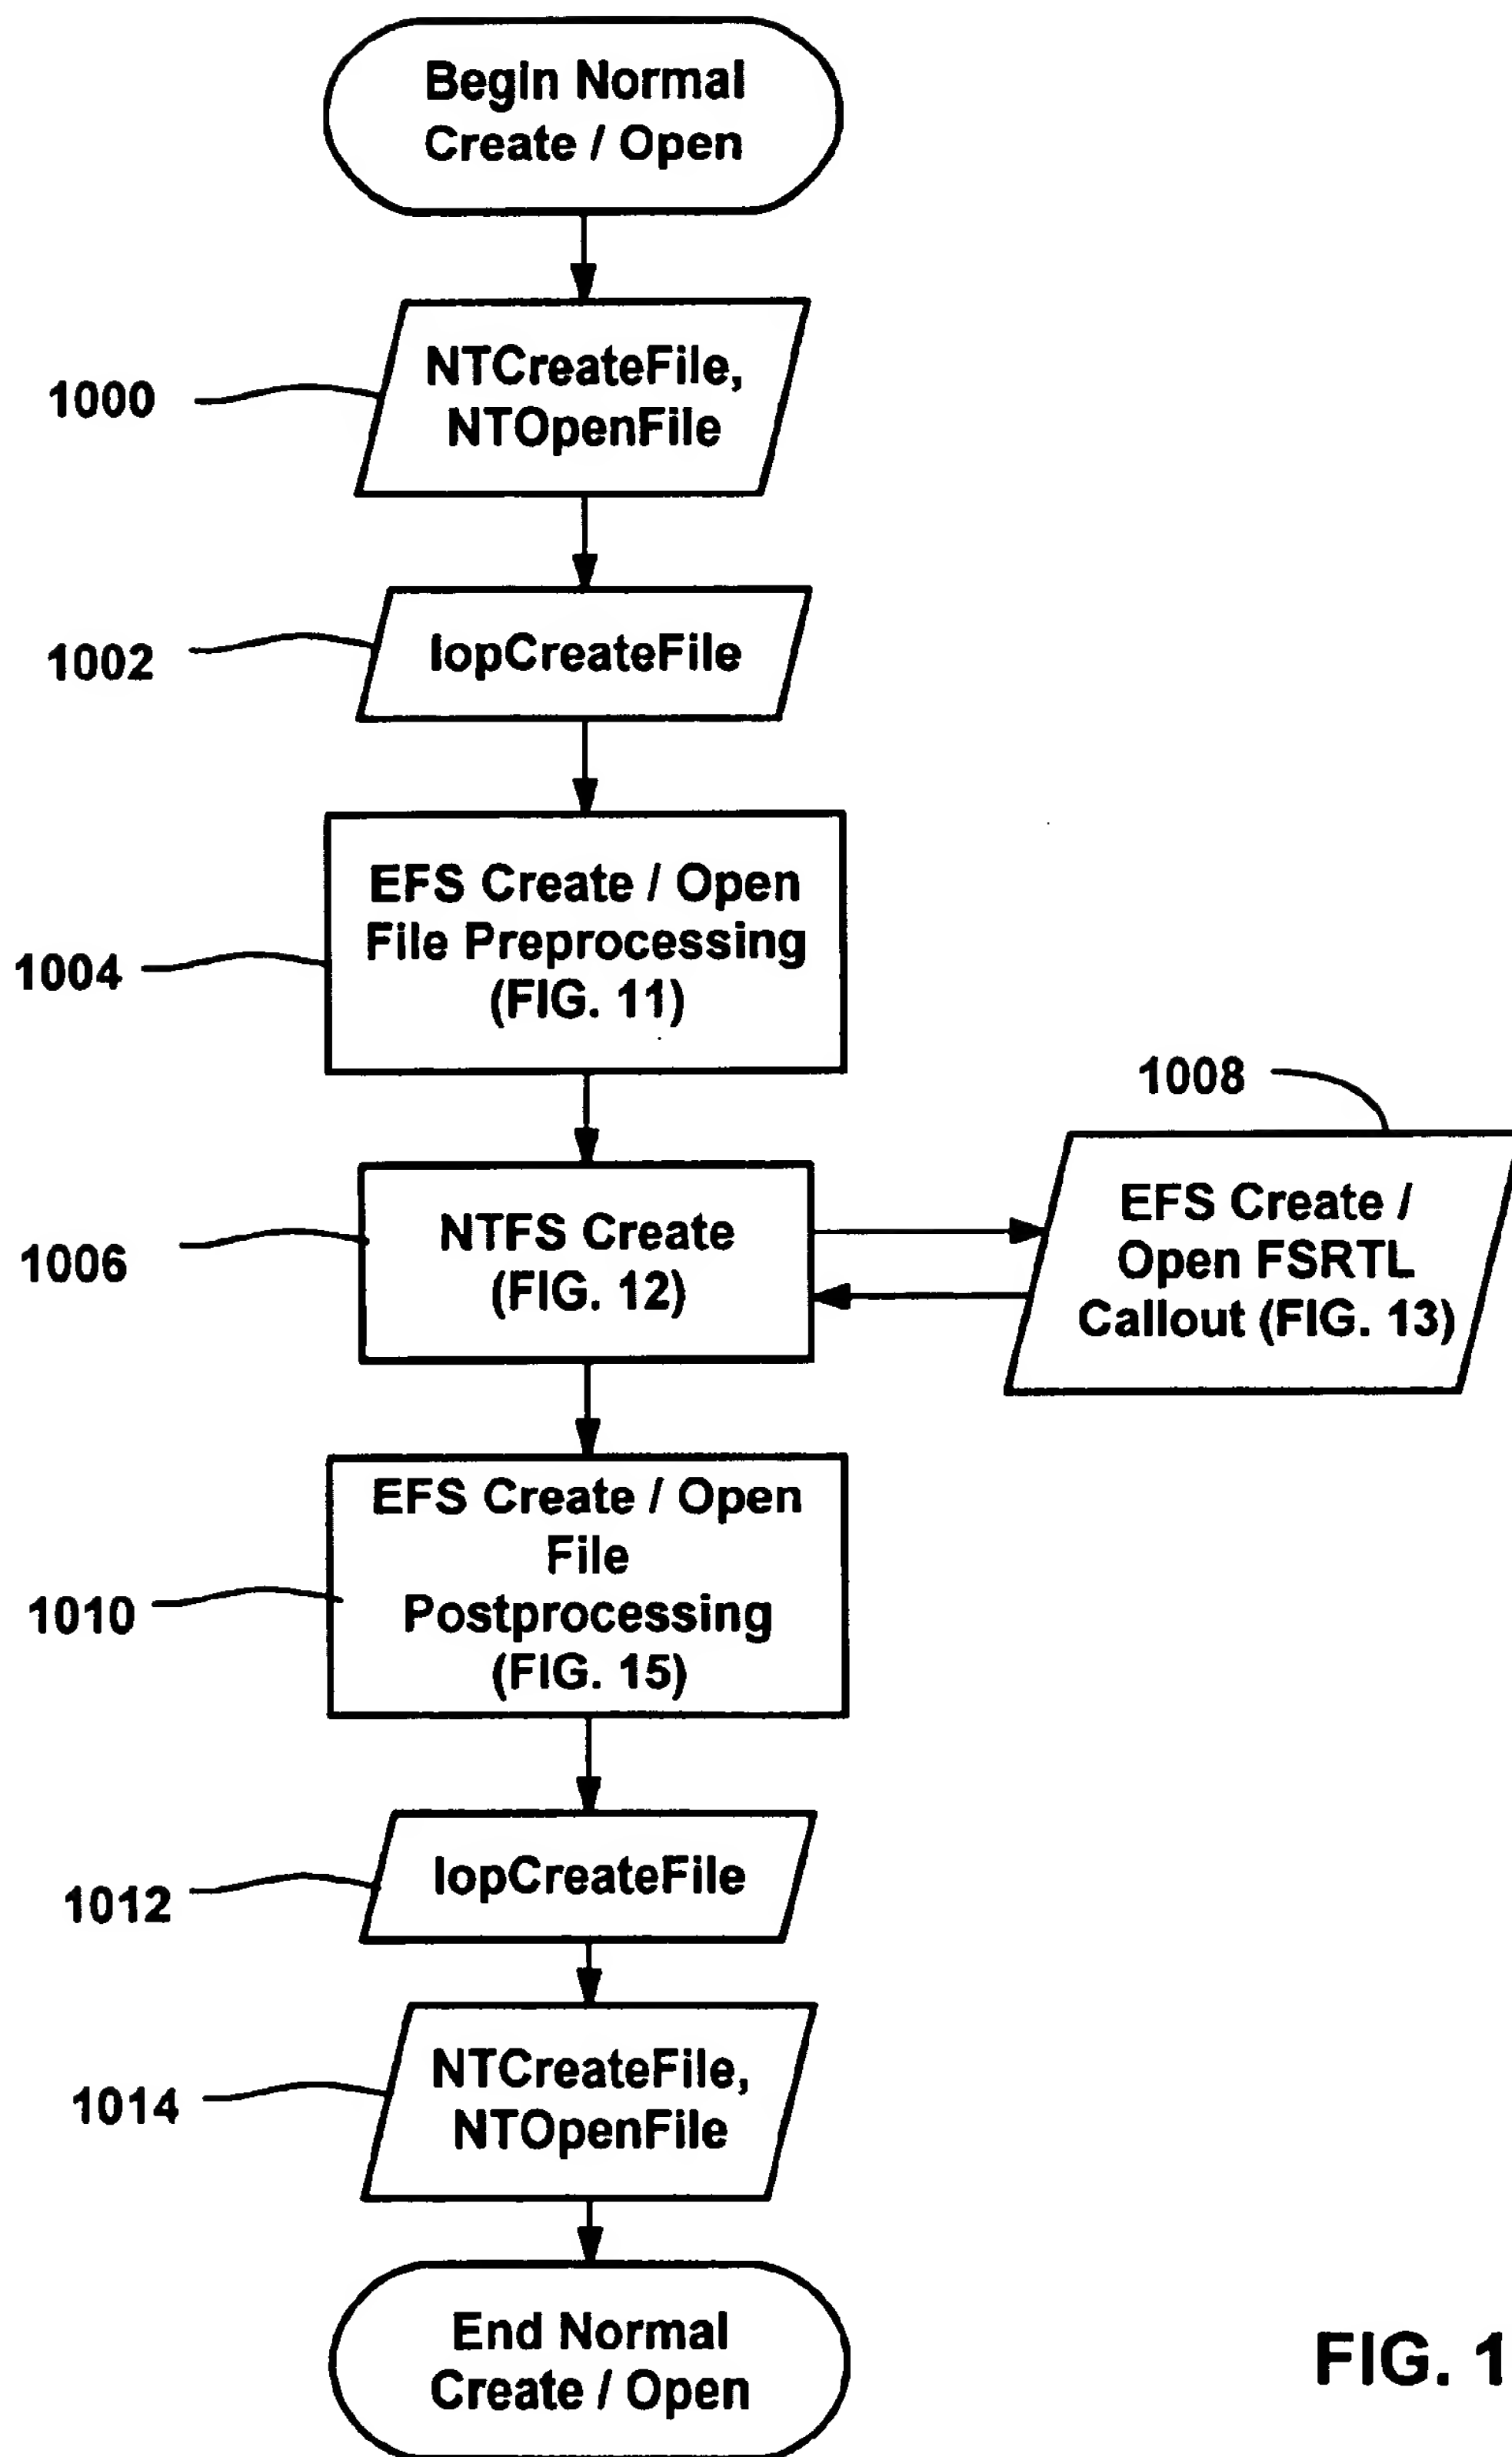 Begin Normal
Create / Open
1000
NTCreateFile,
NTOpenFile
1002
IopCreateFile
1004
EFS Create / Open
File Preprocessing
(FIG. 11)
1006
NTFS Create
(FIG. 12)
1008
EFS Create /
Open FSRTL
Callout (FIG. 13)
1010
EFS Create / Open
File
Postprocessing
(FIG. 15)
1012
IopCreateFile
1014
NTCreateFile,
NTOpenFile
End Normal
Create / Open
FIG. 1